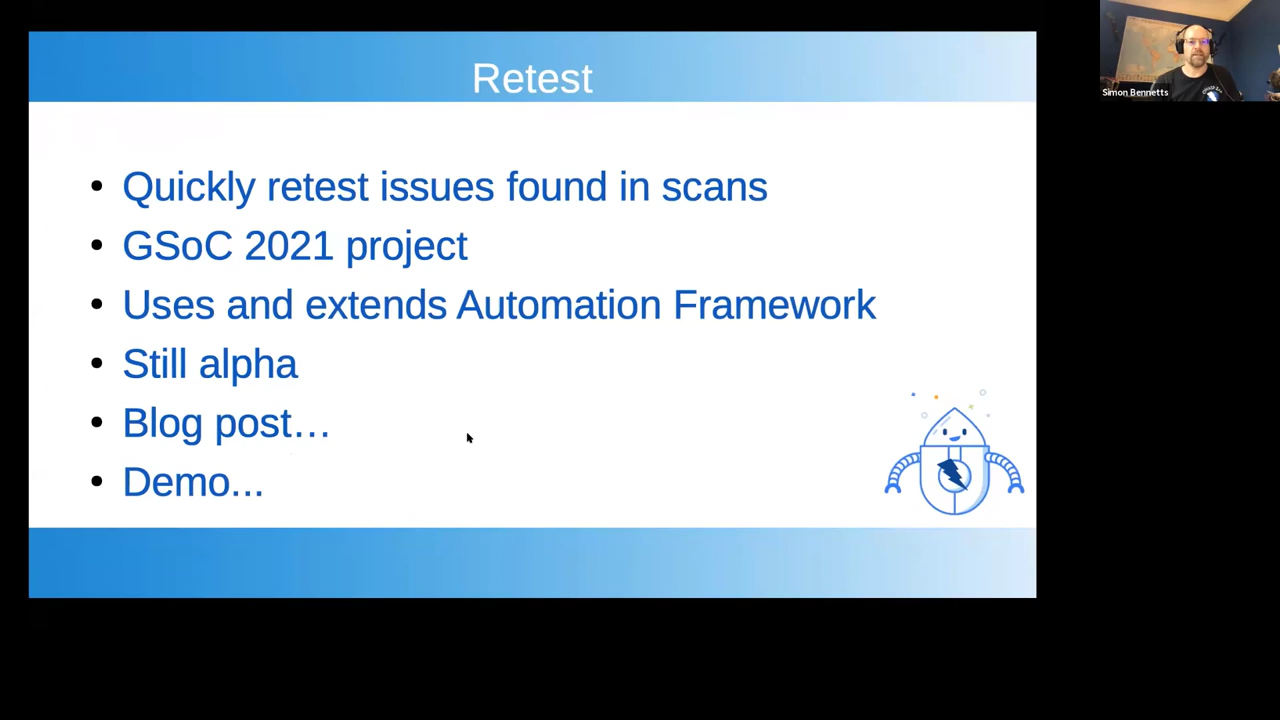 Retest
Simon Bennetts
• Quickly retest issues found in scans
• GSoC 2021 project
• Uses and extends Automation Framework
• Still alpha
• Blog post…
• Demo...